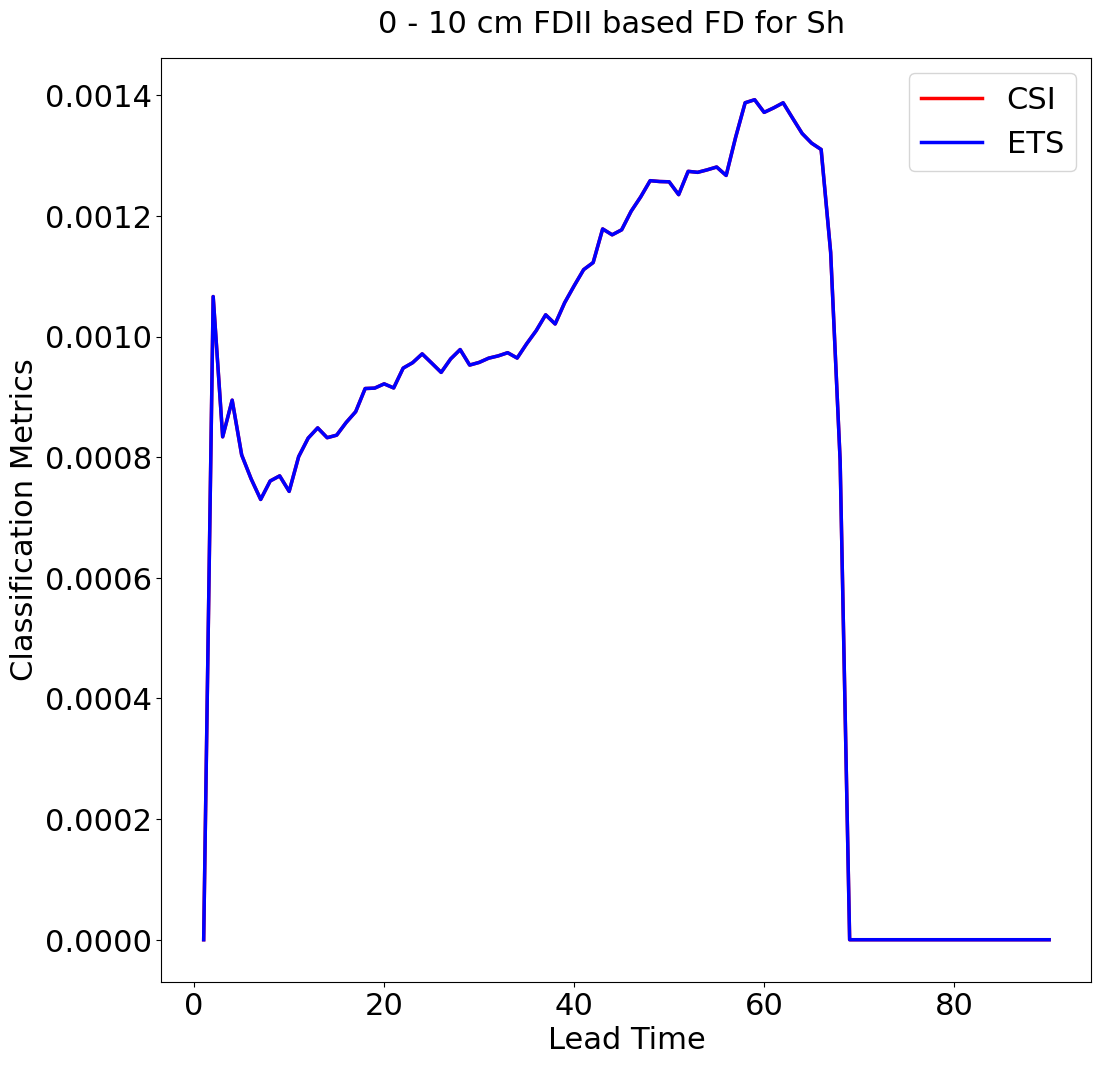 0 - 10 cm FDII based FD for Sh
CSI
ETS
Classification Metrics
0.0014
0.0012
0.0010
0.0008
0.0006
0.0004
0.0002
0.0000
0 20 40 60 80
Lead Time